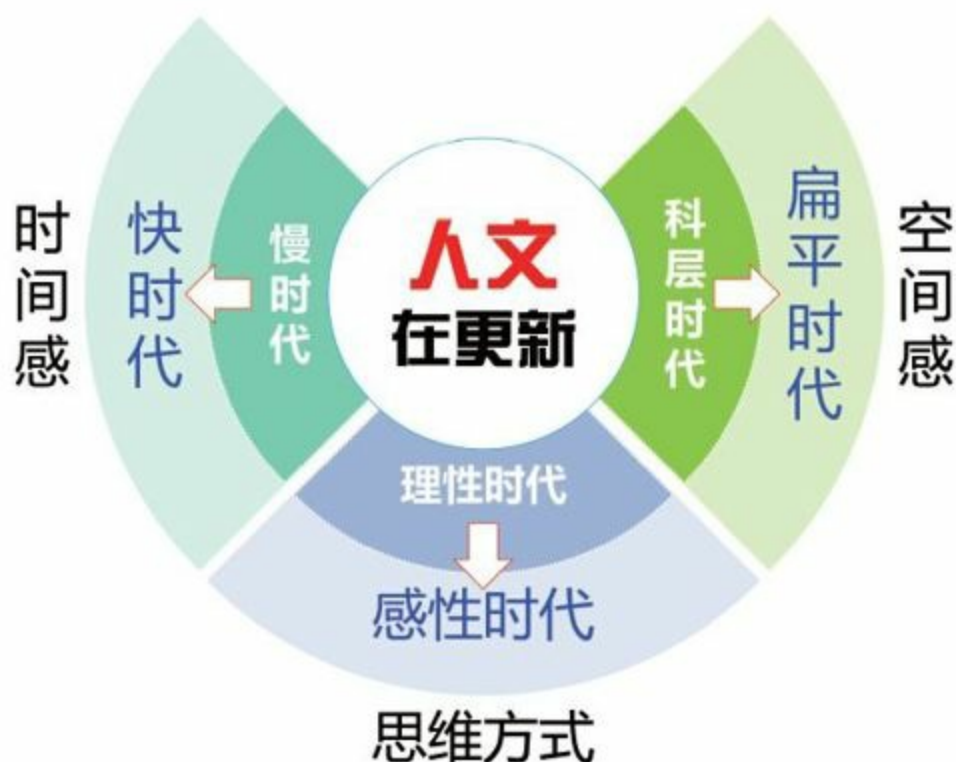 人文
在更新
时间感
快时代
慢时代
科层时代
扁平时代
空间感
理性时代
感性时代
思维方式